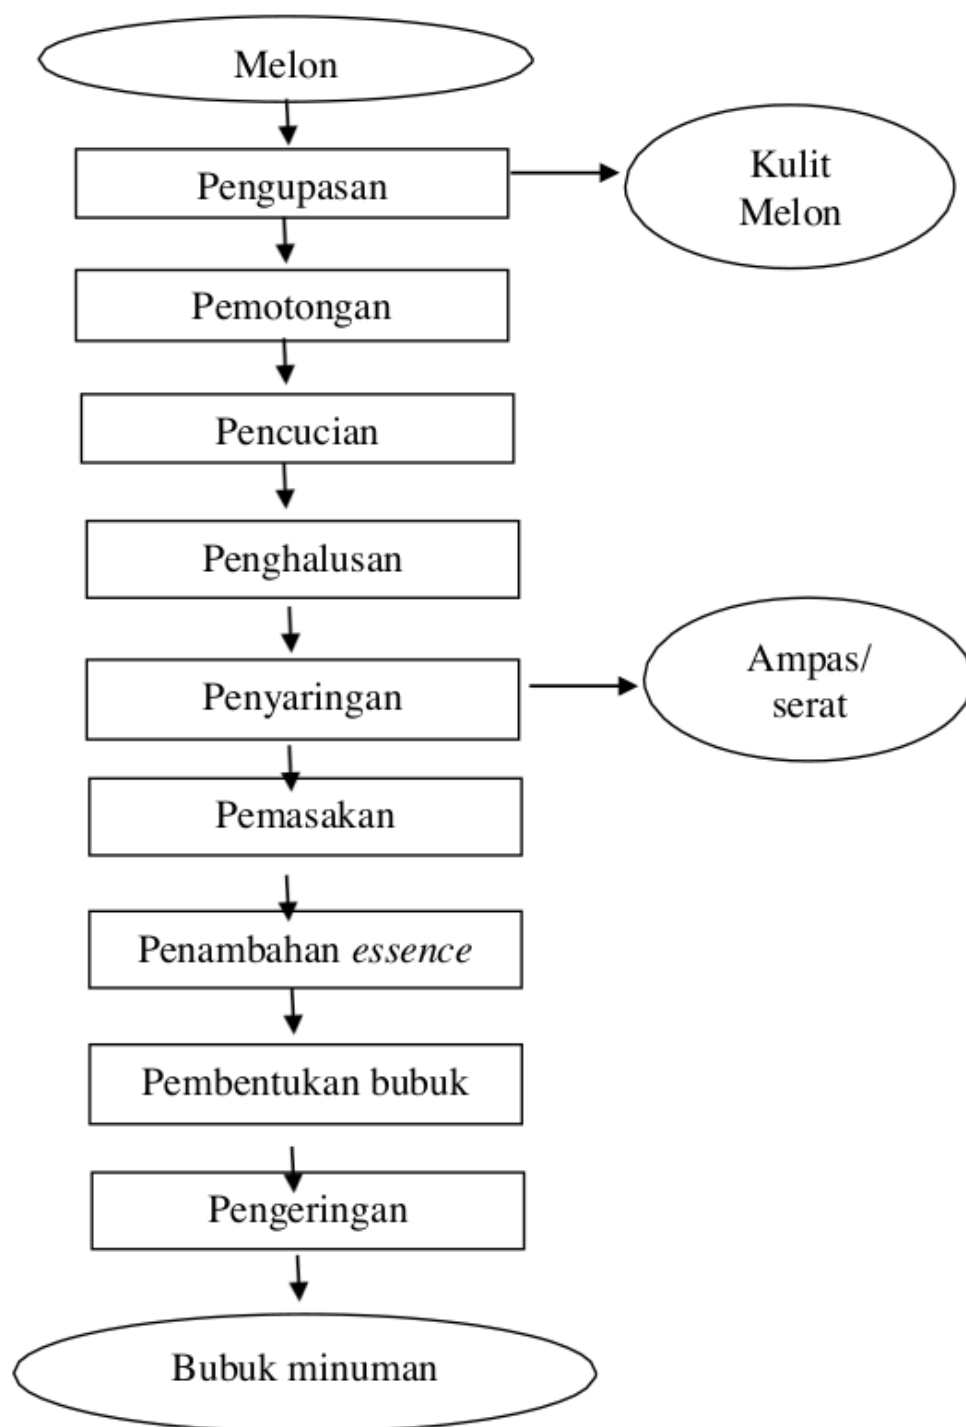 Melon
Pengupasan
Kulit
Melon
Pemotongan
Pencucian
Penghalusan
Penyaringan
Ampas/
serat
Pemasakan
Penambahan essence
Pembentukan bubuk
Pengeringan
Bubuk minuman